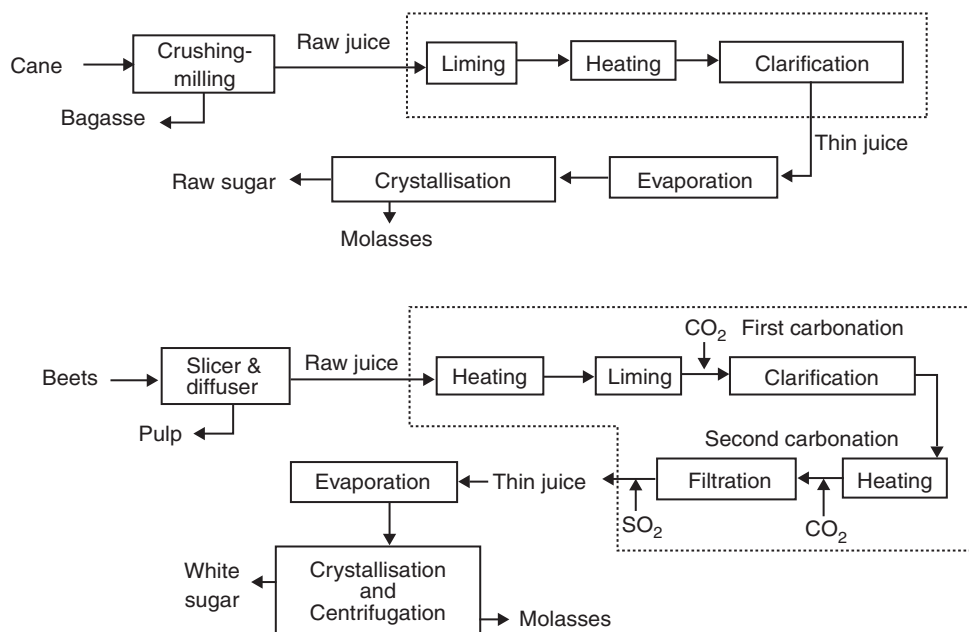 Cane
Crushing-
milling
Raw juice
Liming
Heating
Clarification
Bagasse
Thin juice
Raw sugar
Crystallisation
Evaporation
Molasses
Beets
Slicer &
diffuser
Raw juice
Heating
Liming
CO2
First carbonation
Clarification
Pulp
Second carbonation
Evaporation
Thin juice
Filtration
Heating
SO2
CO2
White
sugar
Crystallisation
and
Centrifugation
Molasses